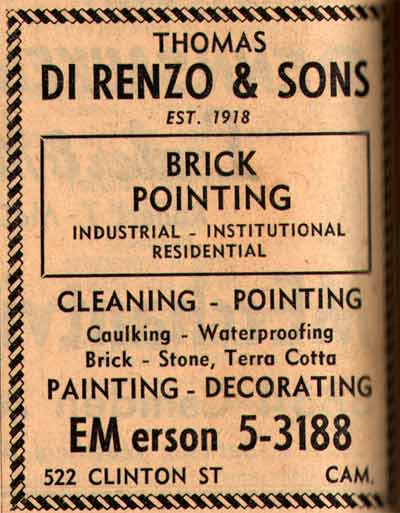 THOMAS
DI RENZO & SONS
EST. 1918
BRICK
POINTING
INDUSTRIAL - INSTITUTIONAL
RESIDENTIAL
CLEANING - POINTING
Caulking - Waterproofing
Brick - Stone, Terra Cotta
PAINTING - DECORATING
EM erson 5-3188
522 CLINTON ST CAM.